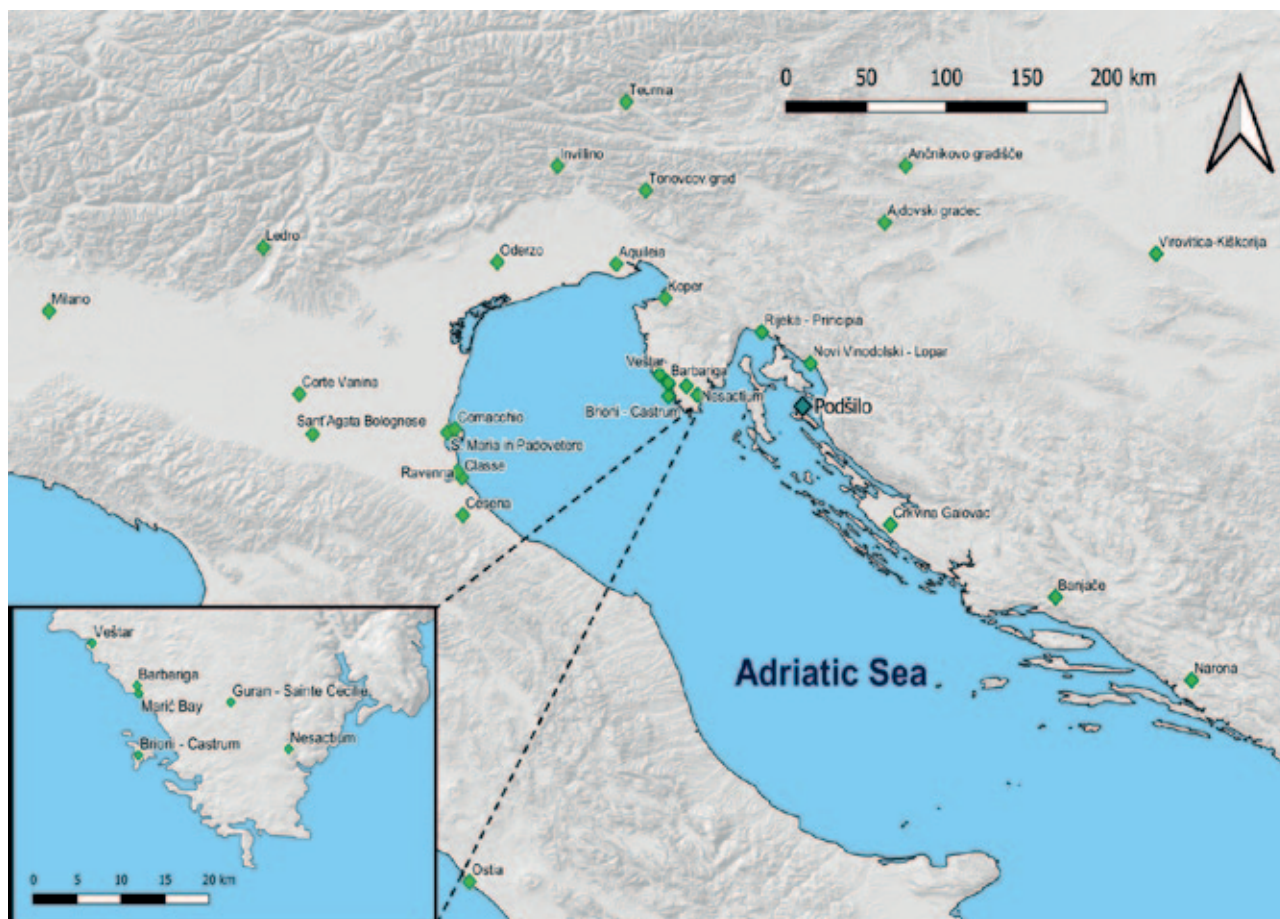 0 50 100 150 200 km
Teurnia
Invillino
Ančnikovo gradišče
Tonovcov grad
Ajdovski gradec
Ledro
Oderzo
Aquileia
Virovitica-Kiškorija
Milano
Koper
Rijeka - Principia
Novi Vinodolski - Lopar
Veštar
Barbariga
Corte Vanina
Nesactium
Brioni - Castrum
Podšilo
Sant'Agata Bolognese
Comacchio
S. Maria in Padovetere
Ravenna
Classe
Cesena
Crkvina Galovac
Banjače
Adriatic Sea
Narona
Ostia
Veštar
Barbariga
Guran - Sainte Cécilie
Marić Bay
Brioni - Castrum
Nesactium
0 5 10 15 20 km